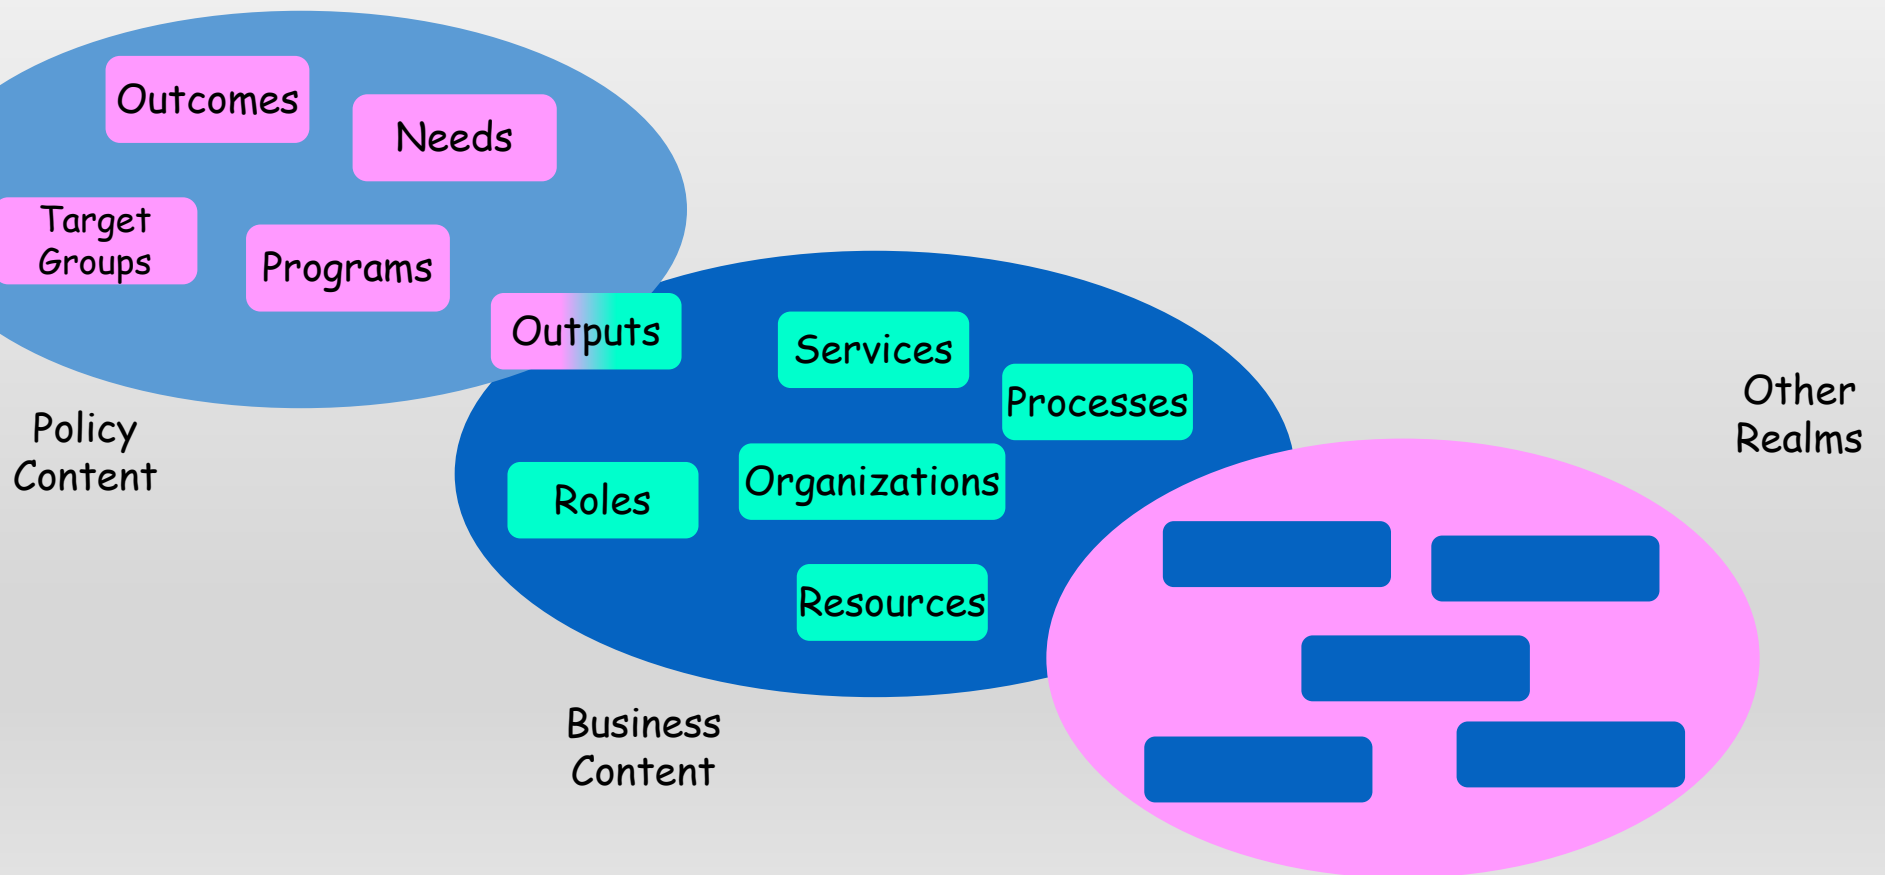 Outcomes
Needs
Target
Groups
Programs
Outputs
Services
Processes
Organizations
Roles
Resources
Policy
Content
Business
Content
Other
Realms